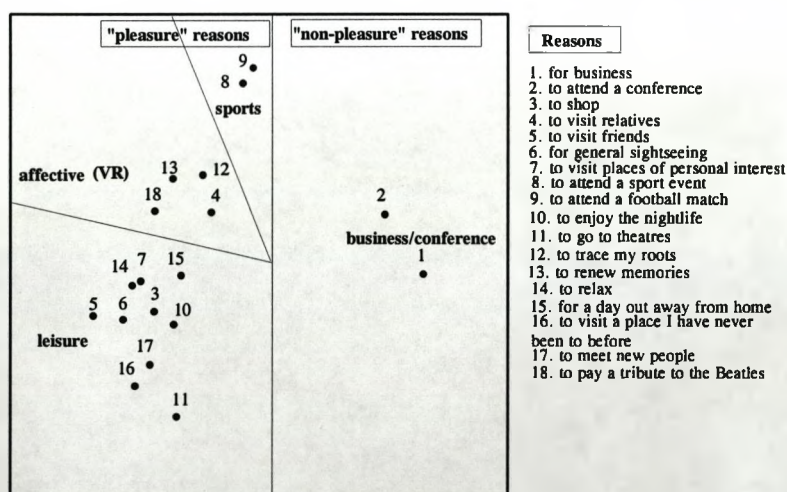 "pleasure" reasons
"non-pleasure" reasons
9
8
sports
affective (VR)
13
12
18
4
2
business/conference
1
14
7
15
5
6
3
10
leisure
17
16
11
Reasons
1. for business
2. to attend a conference
3. to shop
4. to visit relatives
5. to visit friends
6. for general sightseeing
7. to visit places of personal interest
8. to attend a sport event
9. to attend a football match
10. to enjoy the nightlife
11. to go to theatres
12. to trace my roots
13. to renew memories
14. to relax
15. for a day out away from home
16. to visit a place I have never
been to before
17. to meet new people
18. to pay a tribute to the Beatles